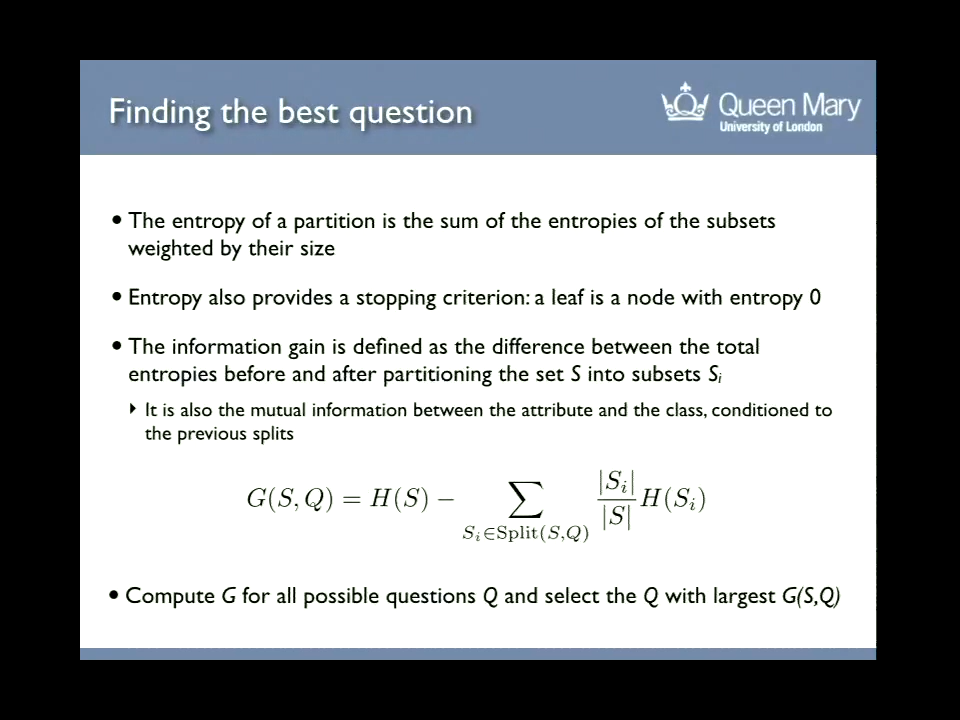 Finding the best question
Queen Mary
University of London
• The entropy of a partition is the sum of the entropies of the subsets
weighted by their size
• Entropy also provides a stopping criterion: a leaf is a node with entropy 0
• The information gain is defined as the difference between the total
entropies before and after partitioning the set S into subsets Sᵢ
‣ It is also the mutual information between the attribute and the class, conditioned to
the previous splits
G(S, Q) = H(S) − ∑_{Sᵢ∈Split(S,Q)} |Sᵢ|/|S| H(Sᵢ)
• Compute G for all possible questions Q and select the Q with largest G(S,Q)